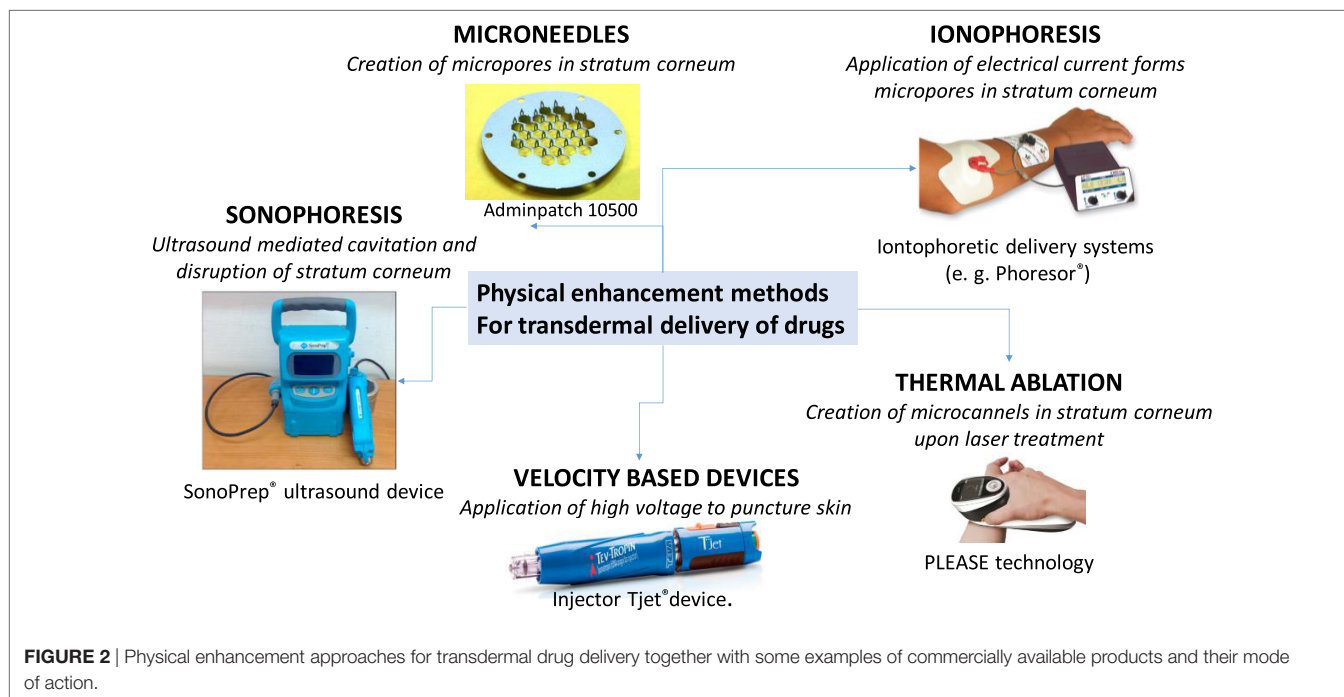 MICRONEEDLES
Creation of micropores in stratum corneum
Adminpatch 10500
IONOPHORESIS
Application of electrical current forms
micropores in stratum corneum
Iontophoretic delivery systems
(e. g. Phoresor®)
SONOPHORESIS
Ultrasound mediated cavitation and
disruption of stratum corneum
SonoPrep
SonoPrep® ultrasound device
Physical enhancement methods
For transdermal delivery of drugs
THERMAL ABLATION
Creation of microcannels in stratum corneum
upon laser treatment
PLEASE technology
VELOCITY BASED DEVICES
Application of high voltage to puncture skin
TEV-TROPIN
TJet
Injector Tjet®device.
FIGURE 2 | Physical enhancement approaches for transdermal drug delivery together with some examples of commercially available products and their mode
of action.